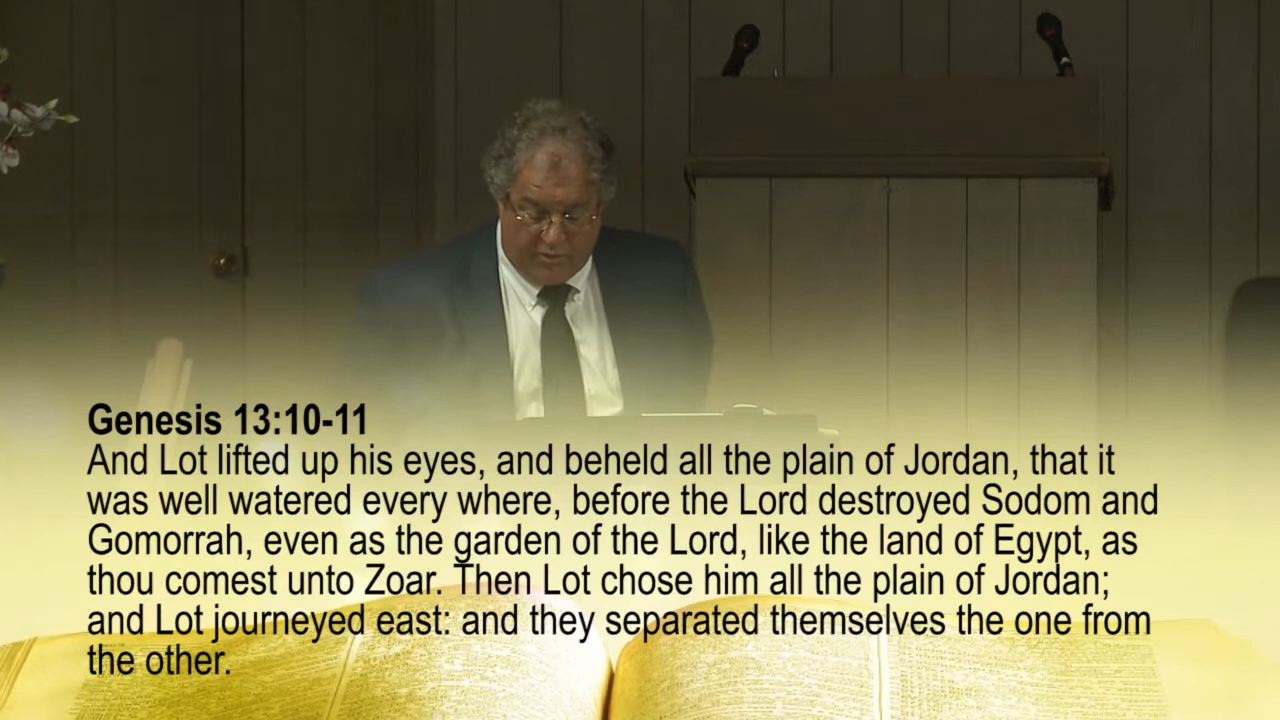 Genesis 13:10-11
And Lot lifted up his eyes, and beheld all the plain of Jordan, that it
was well watered every where, before the Lord destroyed Sodom and
Gomorrah, even as the garden of the Lord, like the land of Egypt, as
thou comest unto Zoar. Then Lot chose him all the plain of Jordan;
and Lot journeyed east: and they separated themselves the one from
the other.